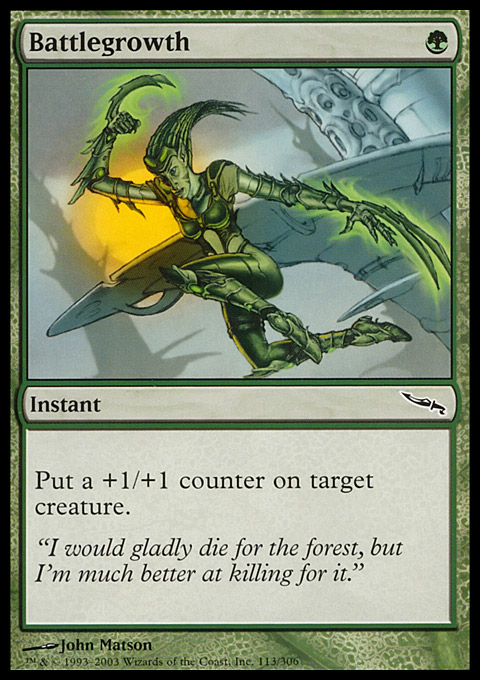 Battlegrowth
Instant
Put a +1/+1 counter on target
creature.
“I would gladly die for the forest, but
I’m much better at killing for it.”
John Matson
™ & © 1993–2003 Wizards of the Coast, Inc. 113/306